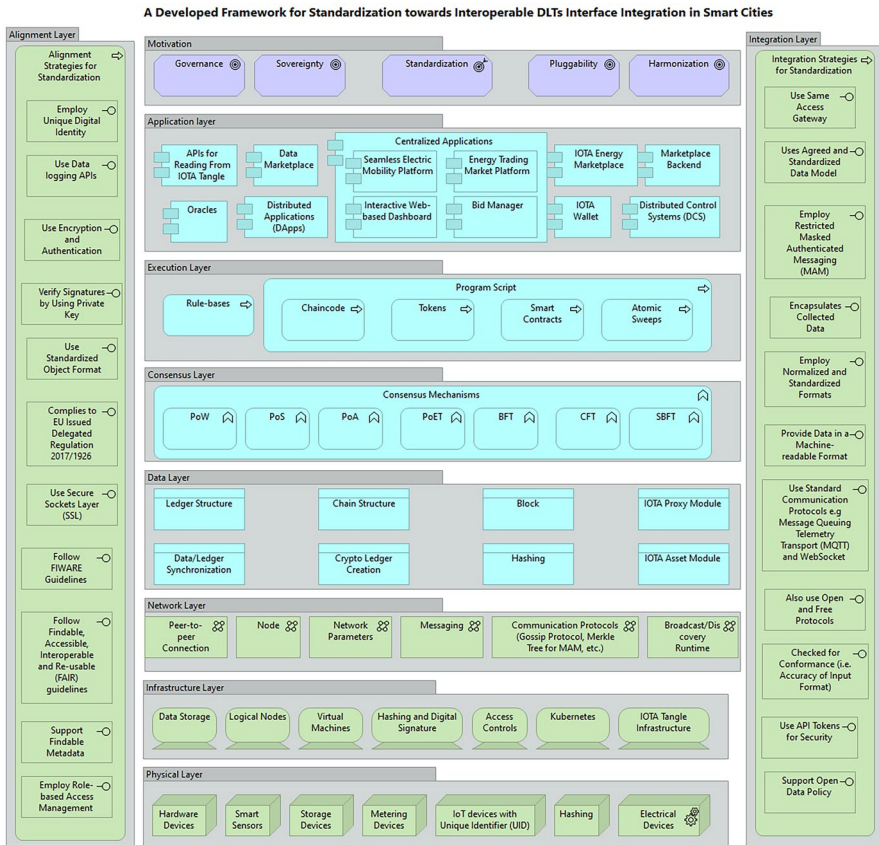 A Developed Framework for Standardization towards Interoperable DLTs Interface Integration in Smart Cities
Alignment Layer
Alignment
Strategies for
Standardization
Employ
Unique Digital
Identity
Use Data
logging APIs
Use Encryption
and
Authentication
Verify Signatures
by Using Private
Key
Use
Standardized
Object Format
Complies to
EU Issued
Delegated
Regulation
2017/1926
Use Secure
Sockets Layer
(SSL)
Follow
FIWARE
Guidelines
Follow
Findable,
Accessible,
Interoperable
and Re-usable
(FAIR)
guidelines
Support
Findable
Metadata
Employ Role-
based Access
Management
Motivation
Governance
Sovereignty
Standardization
Pluggability
Harmonization
Application layer
APIs for
Reading From
IOTA Tangle
Data
Marketplace
Centralized Applications
Seamless Electric
Mobility Platform
Energy Trading
Market Platform
IOTA Energy
Marketplace
Marketplace
Backend
Oracles
Distributed
Applications
(DApps)
Interactive Web-
based Dashboard
Bid Manager
IOTA
Wallet
Distributed Control
Systems (DCS)
Execution Layer
Rule-bases
Program Script
Chaincode
Tokens
Smart
Contracts
Atomic
Sweeps
Consensus Layer
Consensus Mechanisms
PoW
PoS
PoA
PoET
BFT
CFT
SBFT
Data Layer
Ledger Structure
Chain Structure
Block
IOTA Proxy Module
Data/Ledger
Synchronization
Crypto Ledger
Creation
Hashing
IOTA Asset Module
Network Layer
Peer-to-
peer
Connection
Node
Network
Parameters
Messaging
Communication Protocols
(Gossip Protocol, Merkle
Tree for MAM, etc.)
Broadcast/Dis
covery
Runtime
Infrastructure Layer
Data Storage
Logical Nodes
Virtual
Machines
Hashing and Digital
Signature
Access
Controls
Kubernetes
IOTA Tangle
Infrastructure
Physical Layer
Hardware
Devices
Smart
Sensors
Storage
Devices
Metering
Devices
IoT devices with
Unique Identifier (UID)
Hashing
Electrical
Devices
Integration Layer
Integration Strategies
for Standardization
Use Same
Access
Gateway
Uses Agreed and
Standardized
Data Model
Employ
Restricted
Masked
Authenticated
Messaging
(MAM)
Encapsulates
Collected
Data
Employ
Normalized and
Standardized
Formats
Provide Data in a
Machine-
readable Format
Use Standard
Communication
Protocols e.g
Message Queuing
Telemetry
Transport (MQTT)
and WebSocket
Also use Open
and Free
Protocols
Checked for
Conformance (i.e.
Accuracy of Input
Format)
Use API Tokens
for Security
Support Open
Data Policy